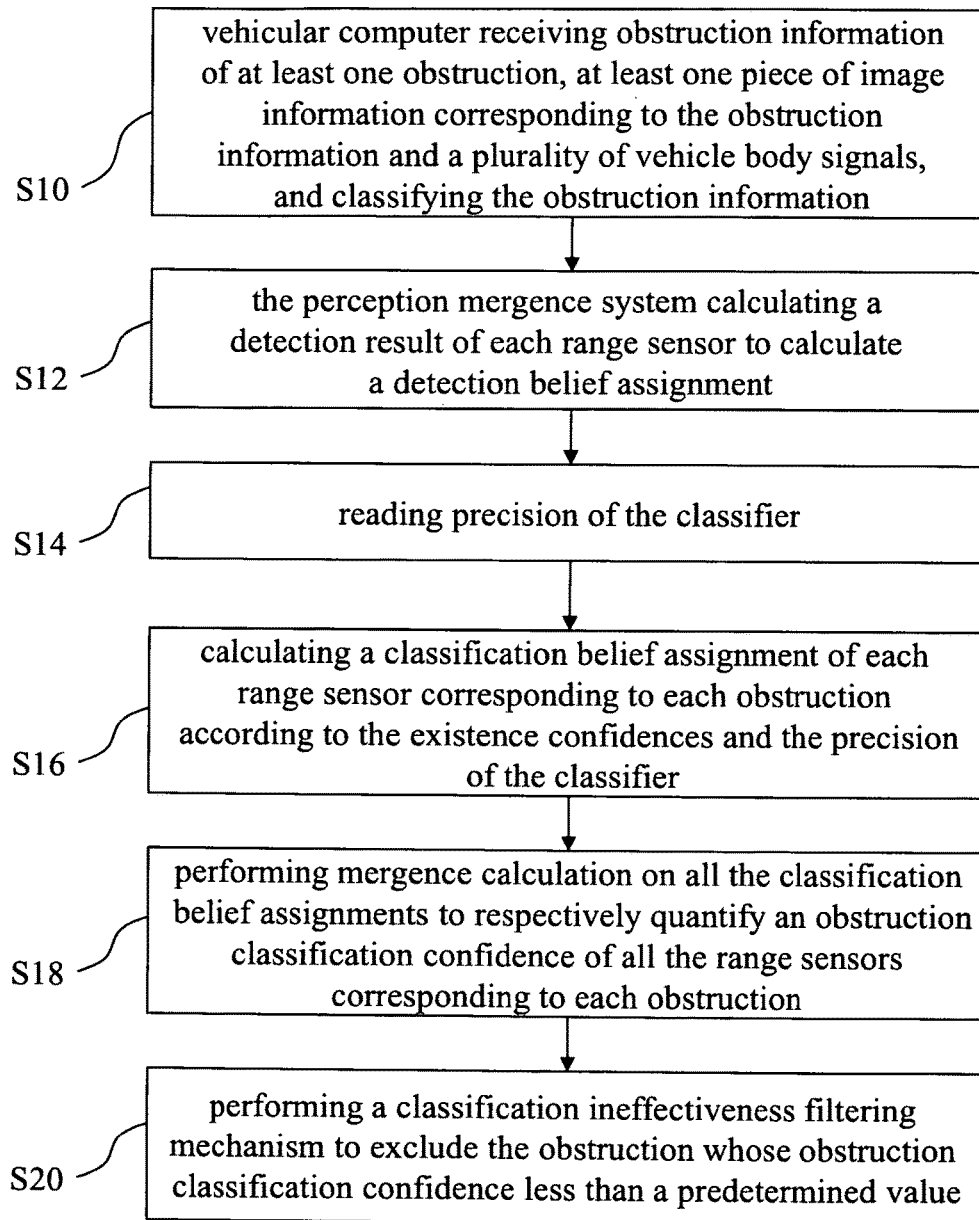 vehicular computer receiving obstruction information
of at least one obstruction, at least one piece of image
information corresponding to the obstruction
information and a plurality of vehicle body signals,
and classifying the obstruction information
S10
the perception mergence system calculating a
detection result of each range sensor to calculate
a detection belief assignment
S12
reading precision of the classifier
S14
calculating a classification belief assignment of each
range sensor corresponding to each obstruction
according to the existence confidences and the precision
of the classifier
S16
performing mergence calculation on all the classification
belief assignments to respectively quantify an obstruction
classification confidence of all the range sensors
corresponding to each obstruction
S18
performing a classification ineffectiveness filtering
mechanism to exclude the obstruction whose obstruction
classification confidence less than a predetermined value
S20